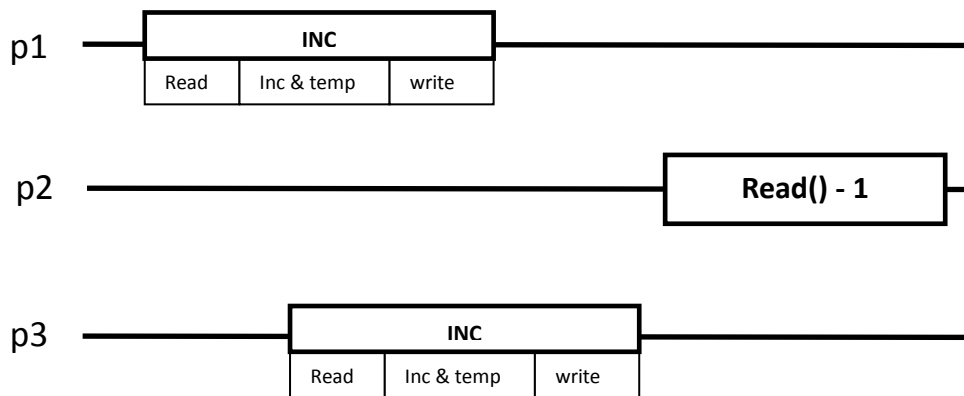 p1
INC
Read Inc & temp write
p2
Read() - 1
p3
INC
Read Inc & temp write